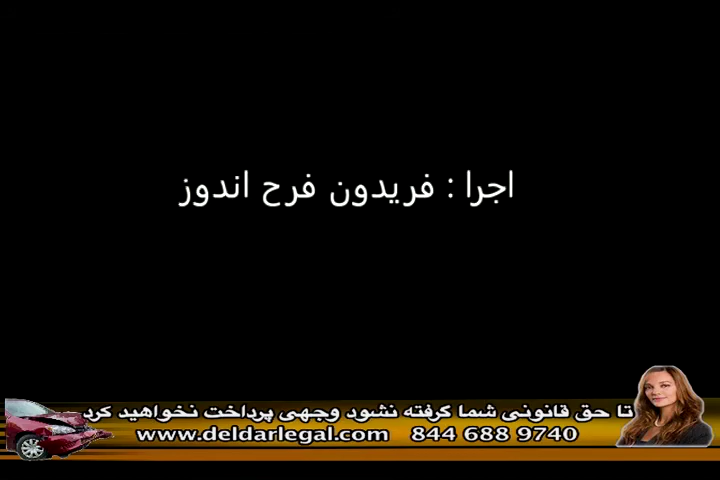 اجرا : فریدون فرح اندوز
تا حق قانونی شما گرفته نشود وجهی پرداخت نخواهید کرد
www.deldarlegal.com 844 688 9740